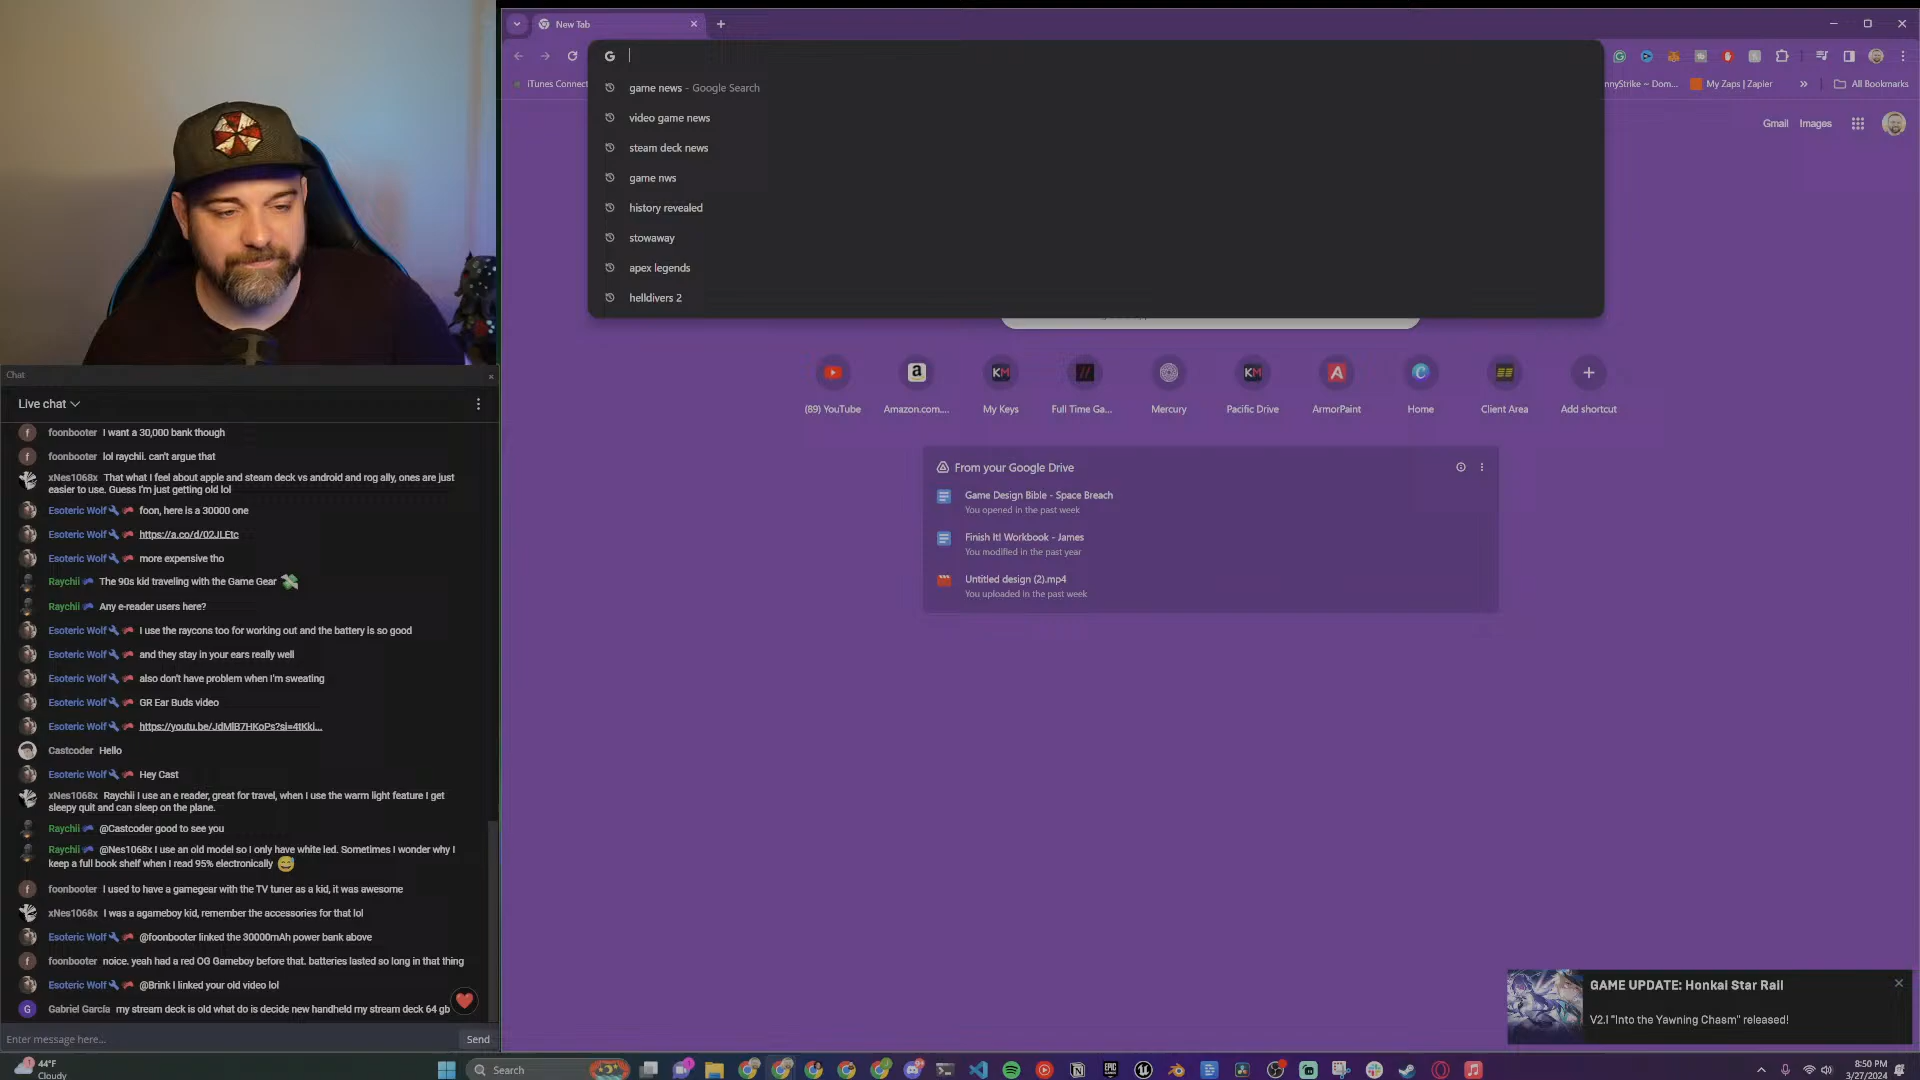 New Tab
iTunes Connect
nnyStrike ~ Dom...
My Zaps | Zapier
All Bookmarks
Gmail
Images
game news - Google Search
video game news
steam deck news
game nws
history revealed
stowaway
apex legends
helldivers 2
(89) YouTube
Amazon.com....
My Keys
Full Time Ga...
Mercury
Pacific Drive
ArmorPaint
Home
Client Area
Add shortcut
From your Google Drive
Game Design Bible - Space Breach
You opened in the past week
Finish It! Workbook - James
You modified in the past year
Untitled design (2).mp4
You uploaded in the past week
Chat
Live chat
foonbooter I want a 30,000 bank though
foonbooter lol raychii. can't argue that
xNes1068x That what I feel about apple and steam deck vs android and rog ally, ones are just
easier to use. Guess I'm just getting old lol
Esoteric Wolf foon, here is a 30000 one
Esoteric Wolf https://a.co/d/02JLEtc
Esoteric Wolf more expensive tho
Raychii The 90s kid traveling with the Game Gear
Raychii Any e-reader users here?
Esoteric Wolf I use the raycons too for working out and the battery is so good
Esoteric Wolf and they stay in your ears really well
Esoteric Wolf also don't have problem when I'm sweating
Esoteric Wolf GR Ear Buds video
Esoteric Wolf https://youtu.be/JdMlB7HKoPs?si=4tKki...
Castcoder Hello
Esoteric Wolf Hey Cast
xNes1068x Raychii I use an e reader, great for travel, when I use the warm light feature I get
sleepy quit and can sleep on the plane.
Raychii @Castcoder good to see you
Raychii @Nes1068x I use an old model so I only have white led. Sometimes I wonder why I
keep a full book shelf when I read 95% electronically
foonbooter I used to have a gamegear with the TV tuner as a kid, it was awesome
xNes1068x I was a agameboy kid, remember the accessories for that lol
Esoteric Wolf @foonbooter linked the 30000mAh power bank above
foonbooter noice. yeah had a red OG Gameboy before that. batteries lasted so long in that thing
Esoteric Wolf @Brink I linked your old video lol
Gabriel García my stream deck is old what do is decide new handheld my stream deck 64 gb
Enter message here...
Send
GAME UPDATE: Honkai Star Rail
V2.1 "Into the Yawning Chasm" released!
44°F
Cloudy
Search
8:50 PM
3/27/2024